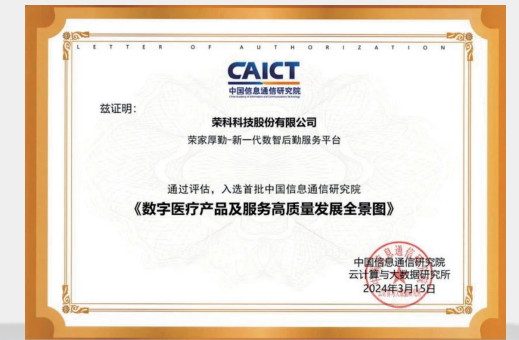 LETTER OF AUTHORIZATION
CAICT
中国信息通信研究院
兹证明：
荣科科技股份有限公司
荣家厚勤-新一代数智后勤服务平台
通过评估，入选首批中国信息通信研究院
《数字医疗产品及服务高质量发展全景图》
中国信息通信研究院
云计算与大数据研究所
2024年3月15日